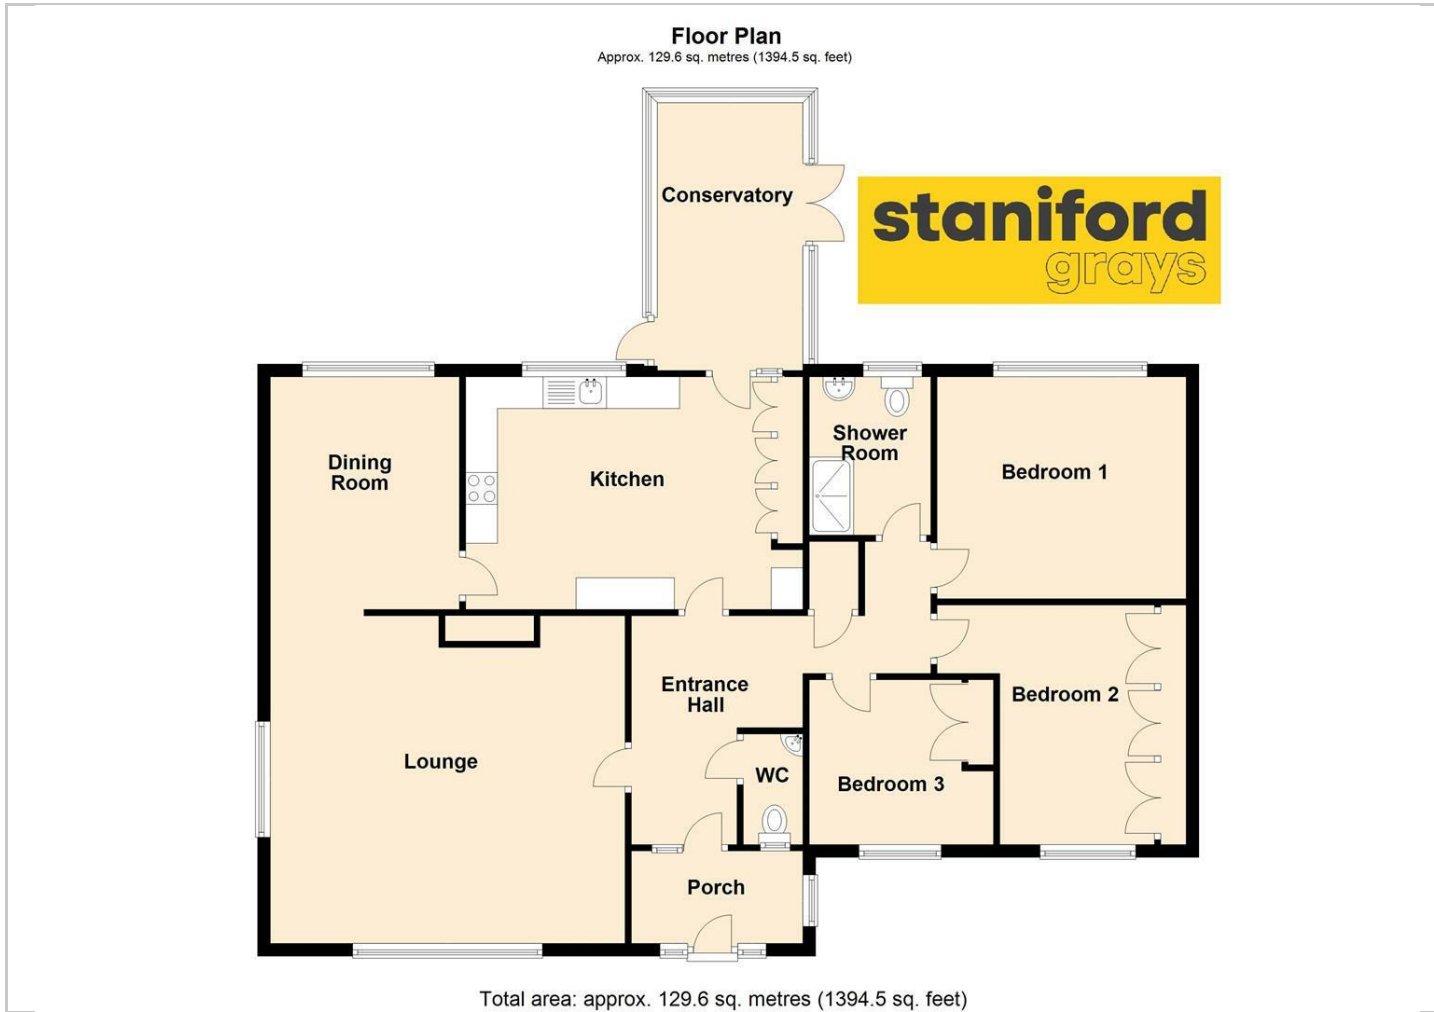 Floor Plan
Approx. 129.6 sq. metres (1394.5 sq. feet)
Conservatory
staniford
grays
Dining
Room
Kitchen
Shower
Room
Bedroom 1
Entrance
Hall
Bedroom 2
Lounge
WC
Bedroom 3
Porch
Total area: approx. 129.6 sq. metres (1394.5 sq. feet)